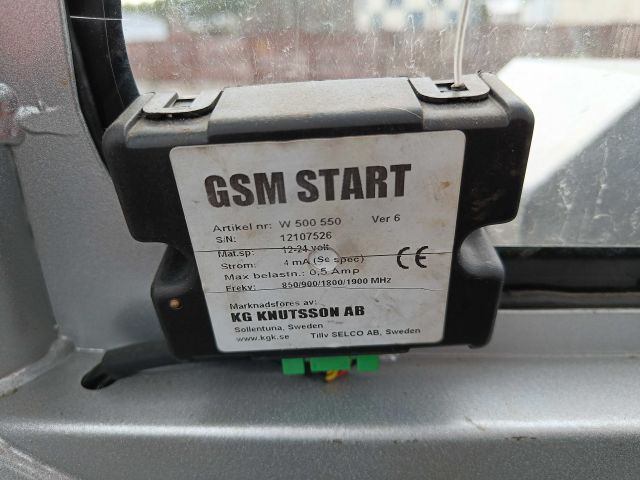 GSM START
Artikel nr: W 500 550 Ver 6
S/N: 12107526
Mat.sp: 12-24 volt
Ström: 4 mA (Se spec)
Max belastn.: 0,5 Amp
Frekv: 850/900/1800/1900 MHz
CE
Marknadsföres av:
KG KNUTSSON AB
Sollentuna, Sweden
www.kgk.se Tillv SELCO AB, Sweden